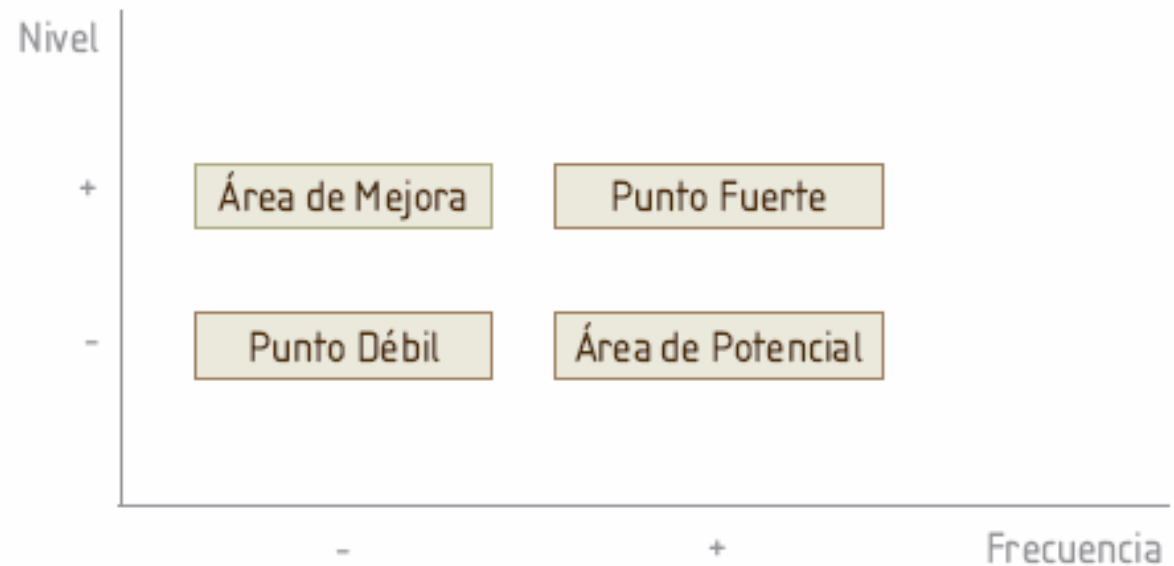 Nivel
+
Área de Mejora
Punto Fuerte
-
Punto Débil
Área de Potencial
-
+
Frecuencia